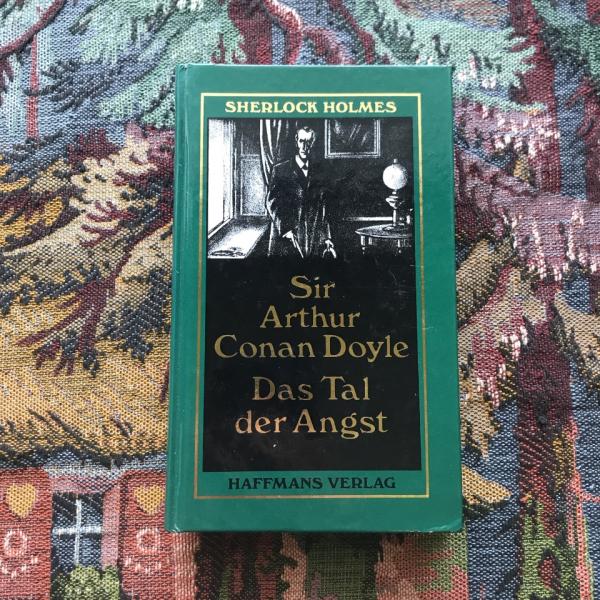 SHERLOCK HOLMES
Sir
Arthur
Conan Doyle
Das Tal
der Angst
HAFFMANS VERLAG